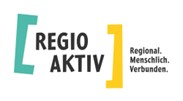 REGIO
AKTIV
Regional.
Menschlich.
Verbunden.